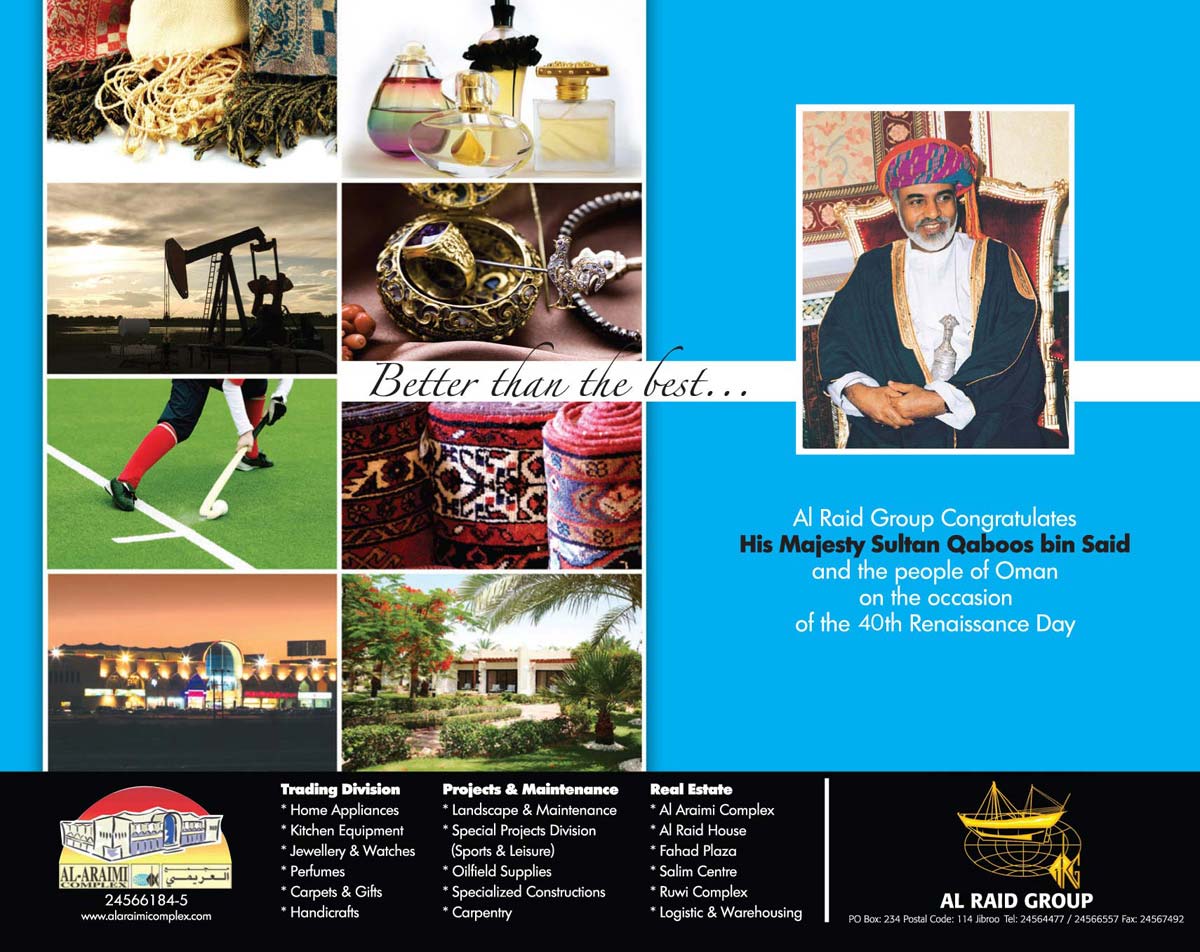 Better than the best...
Al Raid Group Congratulates
His Majesty Sultan Qaboos bin Said
and the people of Oman
on the occasion
of the 40th Renaissance Day
AL-ARAIMI
COMPLEX
مجمع
العريمي
24566184-5
www.alaraimicomplex.com
Trading Division
* Home Appliances
* Kitchen Equipment
* Jewellery & Watches
* Perfumes
* Carpets & Gifts
* Handicrafts
Projects & Maintenance
* Landscape & Maintenance
* Special Projects Division
(Sports & Leisure)
* Oilfield Supplies
* Specialized Constructions
* Carpentry
Real Estate
* Al Araimi Complex
* Al Raid House
* Fahad Plaza
* Salim Centre
* Ruwi Complex
* Logistic & Warehousing
ARG
AL RAID GROUP
PO Box: 234 Postal Code: 114 Jibroo Tel: 24564477 / 24566557 Fax: 24567492